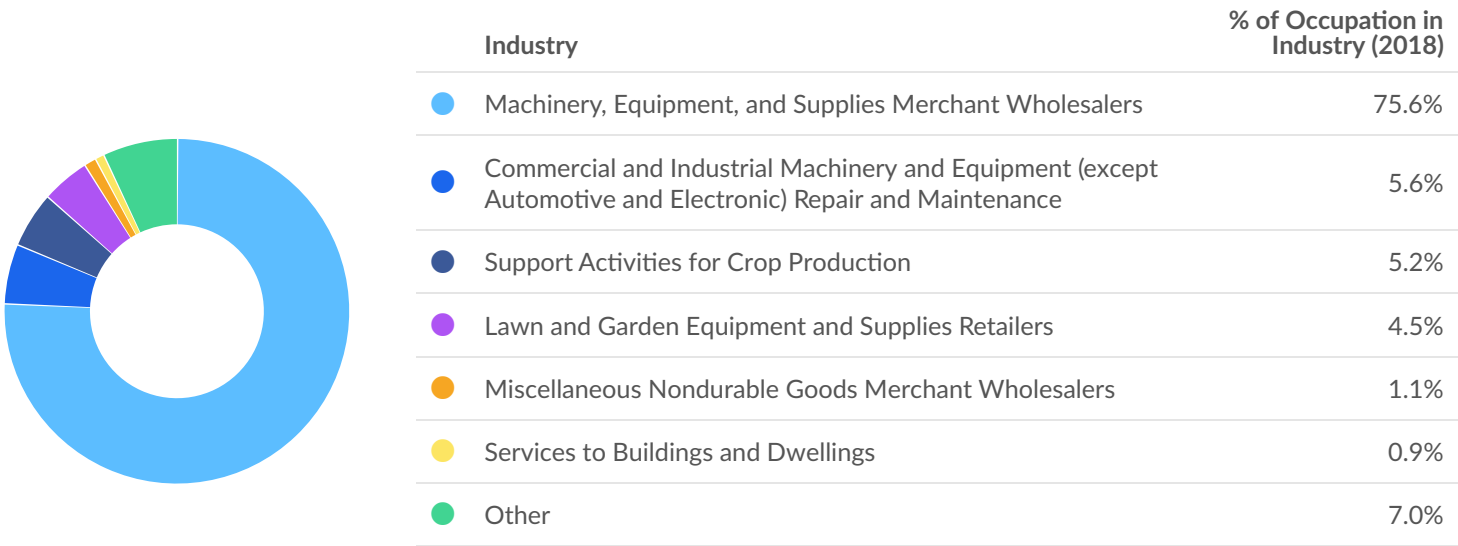 Industry
% of Occupation in
Industry (2018)
Machinery, Equipment, and Supplies Merchant Wholesalers
75.6%
Commercial and Industrial Machinery and Equipment (except
Automotive and Electronic) Repair and Maintenance
5.6%
Support Activities for Crop Production
5.2%
Lawn and Garden Equipment and Supplies Retailers
4.5%
Miscellaneous Nondurable Goods Merchant Wholesalers
1.1%
Services to Buildings and Dwellings
0.9%
Other
7.0%